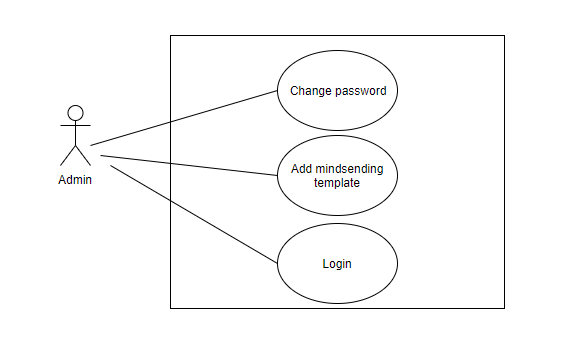 Change password
Add mindsending
template
Admin
Login